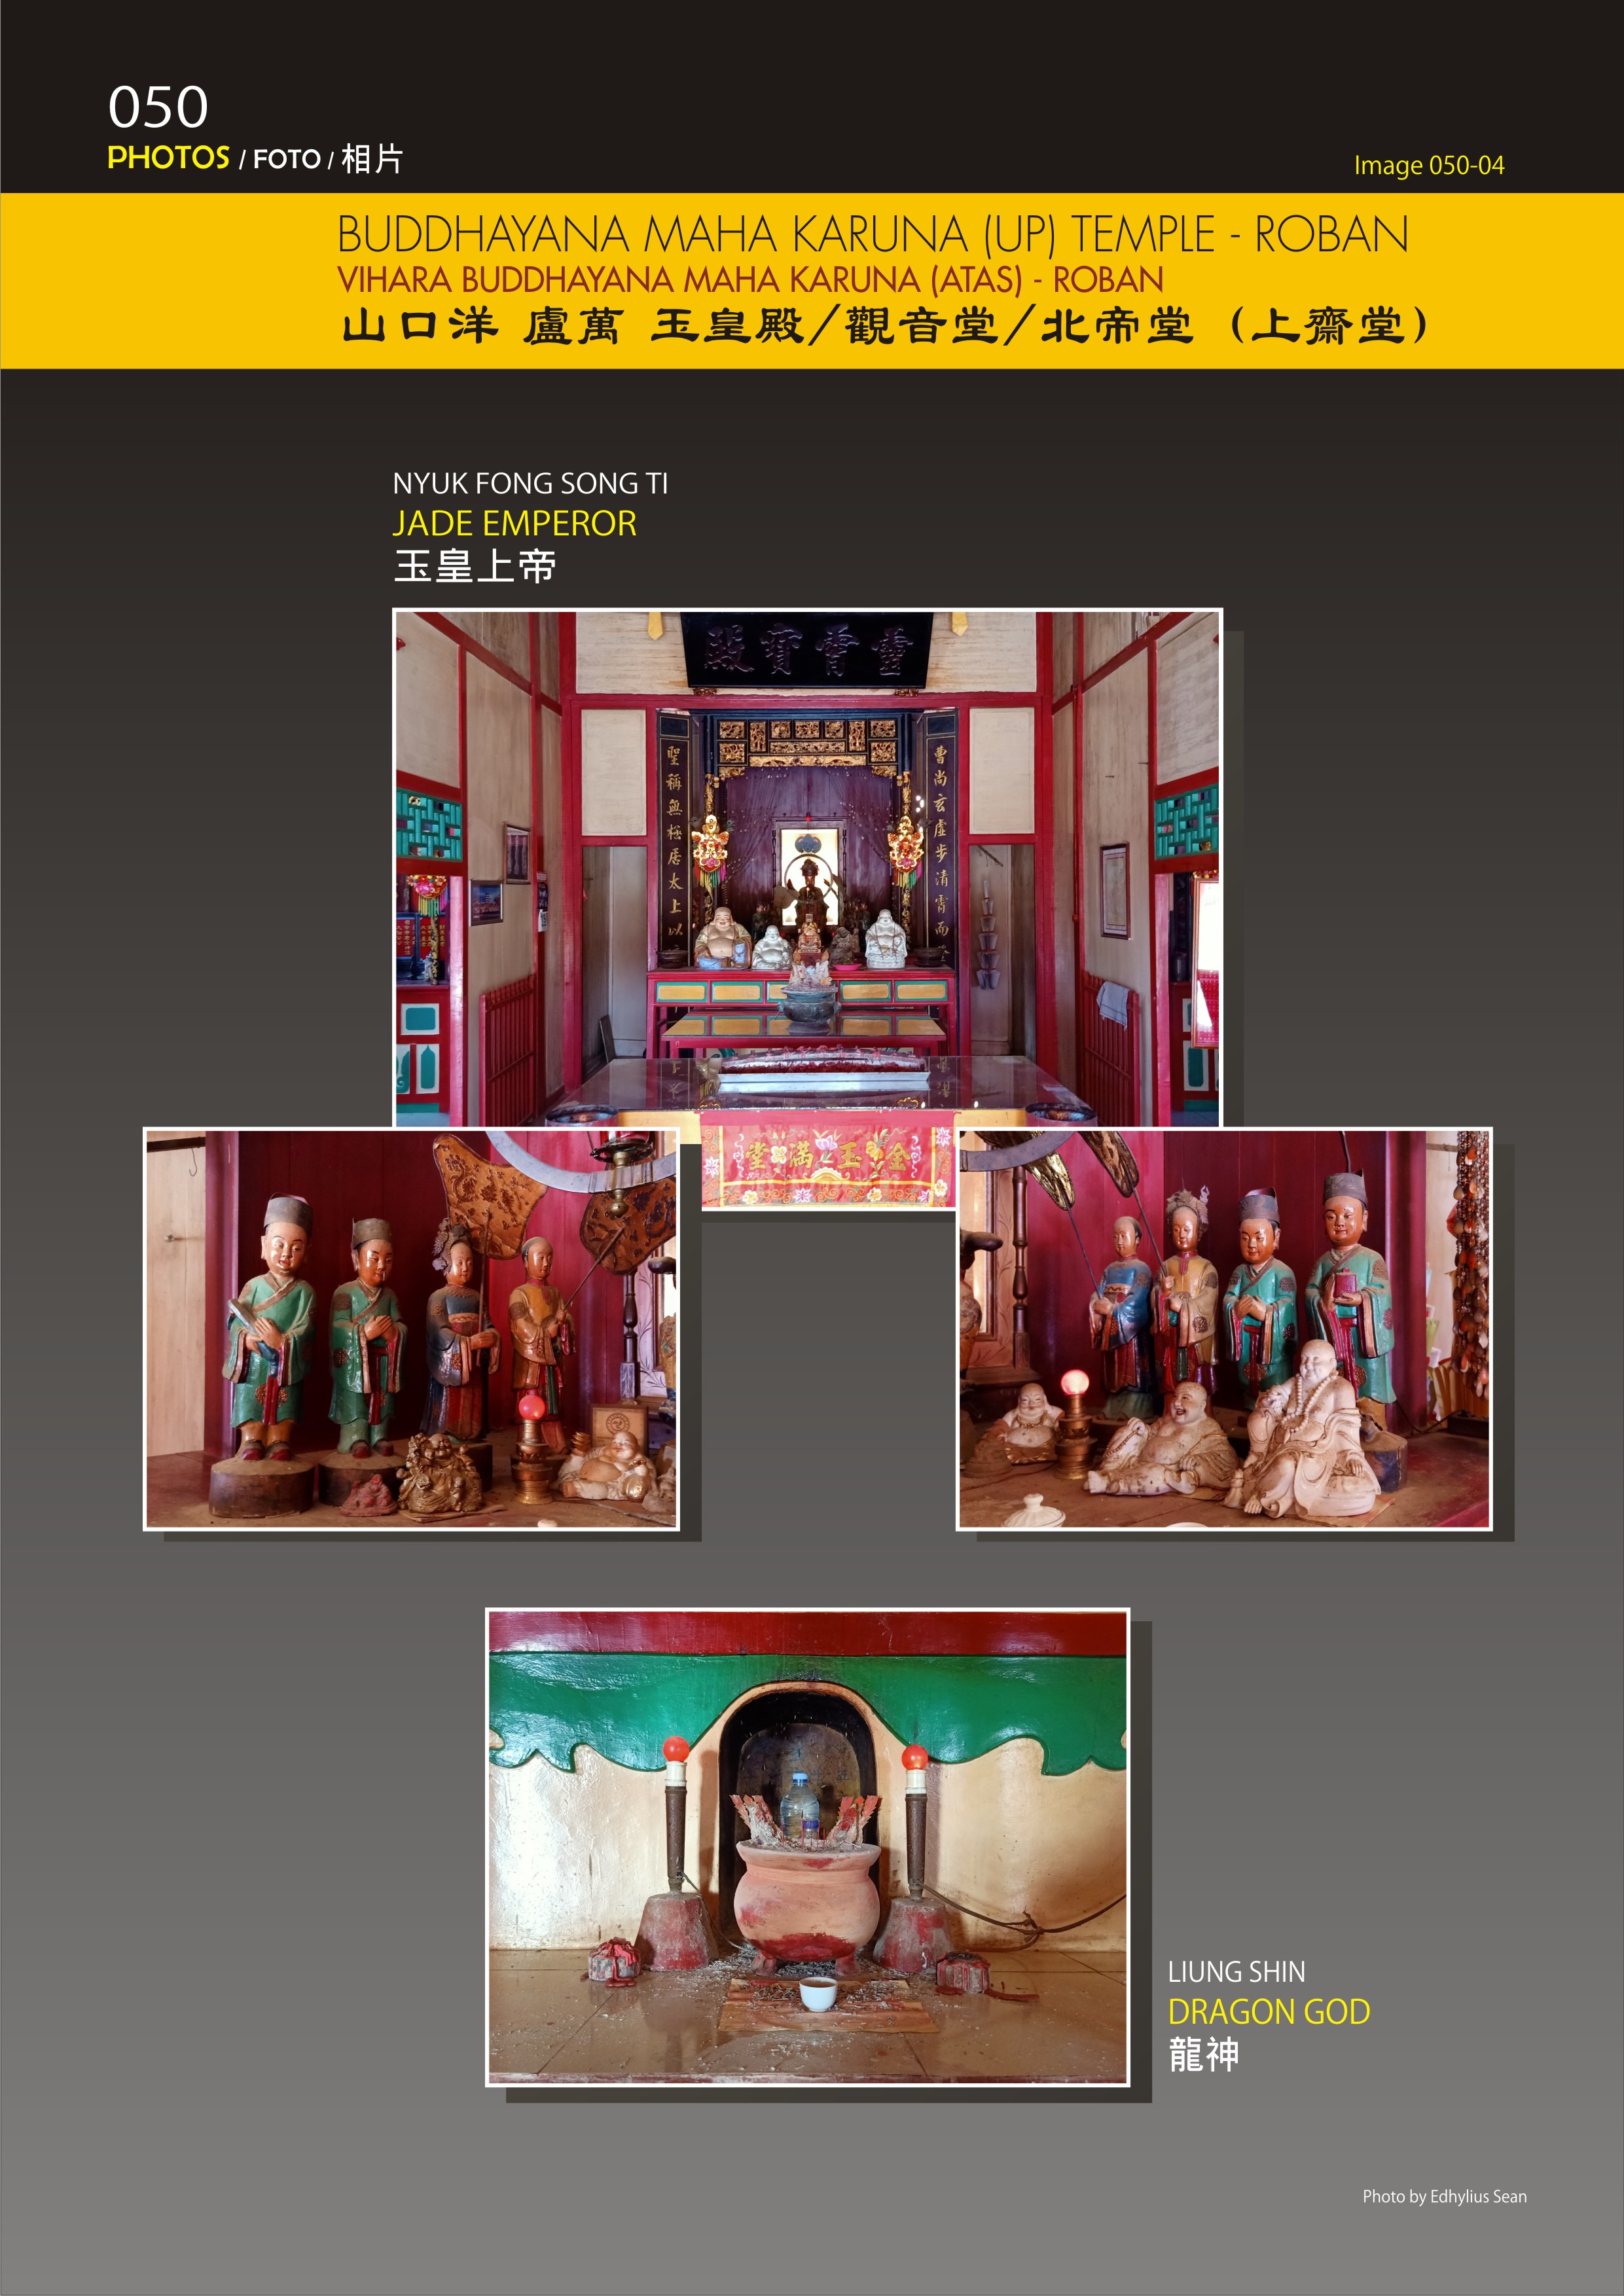 050
PHOTOS / FOTO / 相片
Image 050-04
BUDDHAYANA MAHA KARUNA (UP) TEMPLE - ROBAN
VIHARA BUDDHAYANA MAHA KARUNA (ATAS) - ROBAN
山口洋 盧萬 玉皇殿/觀音堂/北帝堂 (上齋堂)
NYUK FONG SONG TI
JADE EMPEROR
玉皇上帝
殿寶霄靈
聖稱無極居太上以
曹尚玄虛步清霄而
堂滿玉金
LIUNG SHIN
DRAGON GOD
龍神
Photo by Edhylius Sean